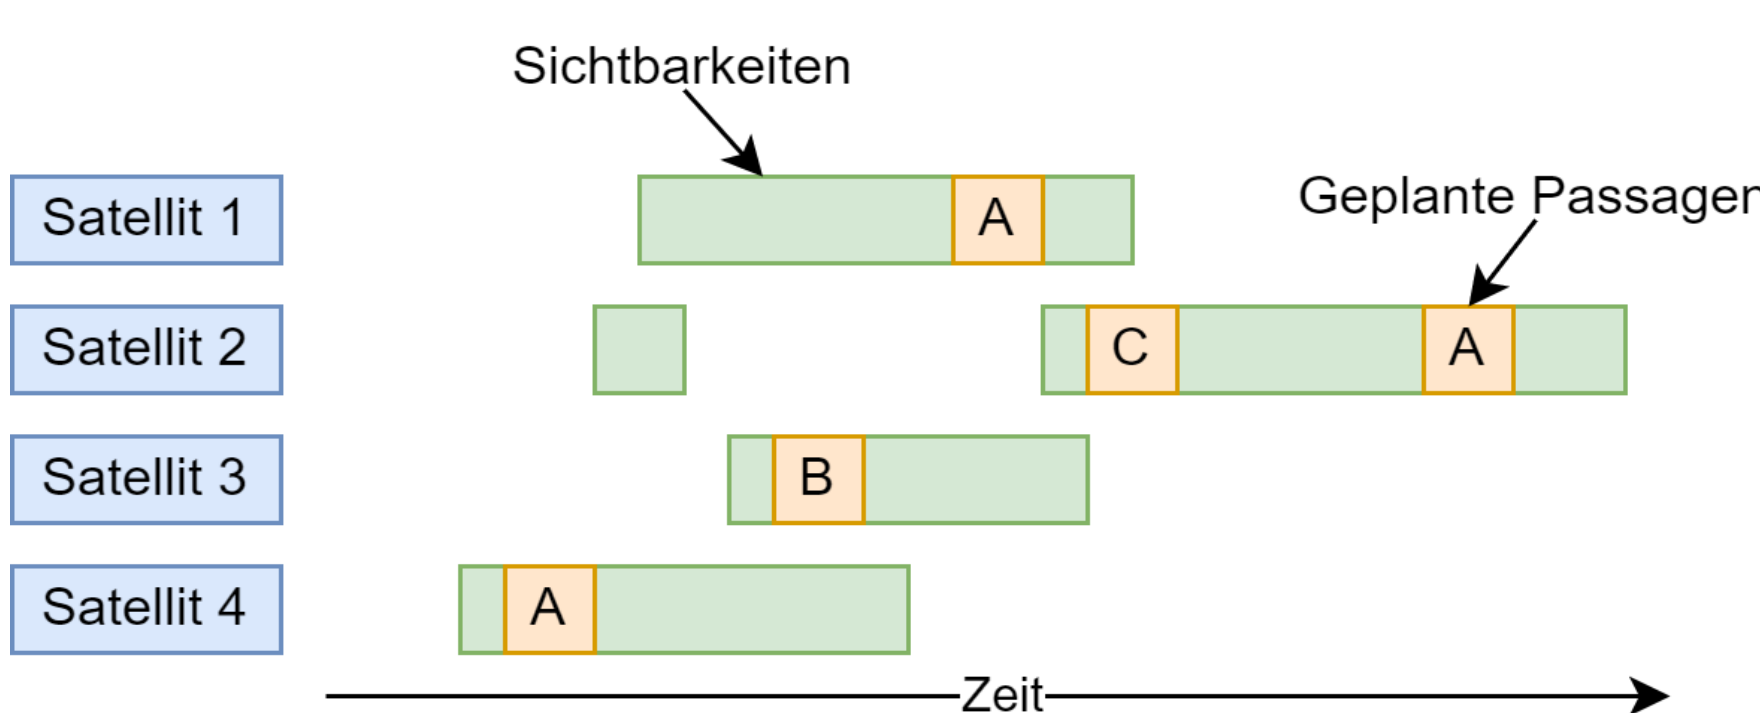 Sichtbarkeiten
Geplante Passagen
Satellit 1
A
Satellit 2
C
A
Satellit 3
B
Satellit 4
A
Zeit